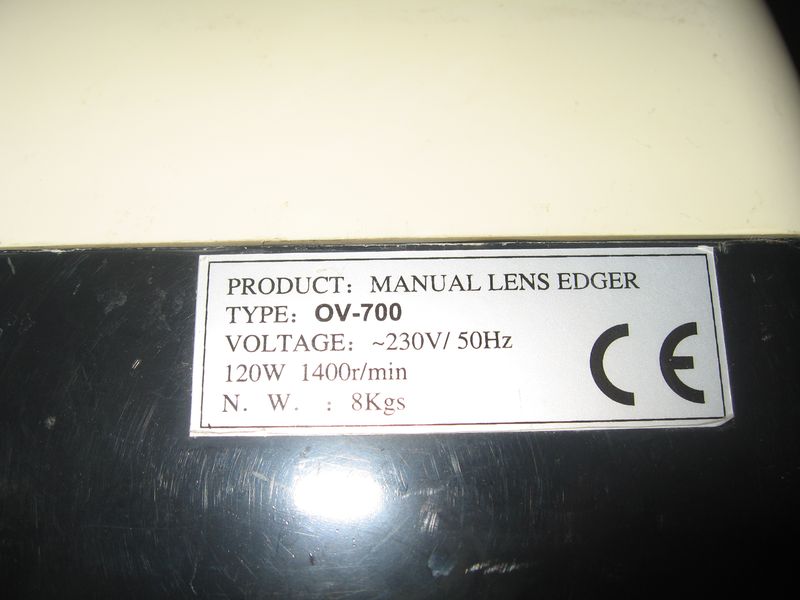 PRODUCT: MANUAL LENS EDGER
TYPE: OV-700
VOLTAGE: ~230V/ 50Hz
120W 1400r/min
N. W. : 8Kgs
CE